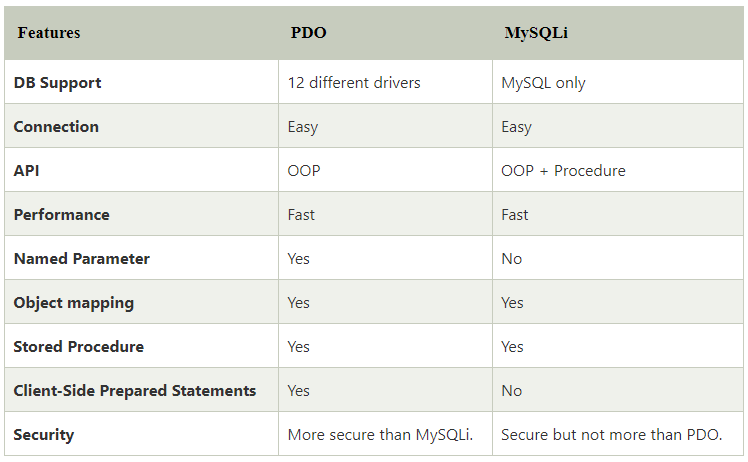 Features PDO MySQLi
DB Support 12 different drivers MySQL only
Connection Easy Easy
API OOP OOP + Procedure
Performance Fast Fast
Named Parameter Yes No
Object mapping Yes Yes
Stored Procedure Yes Yes
Client-Side Prepared Statements Yes No
Security More secure than MySQLi. Secure but not more than PDO.